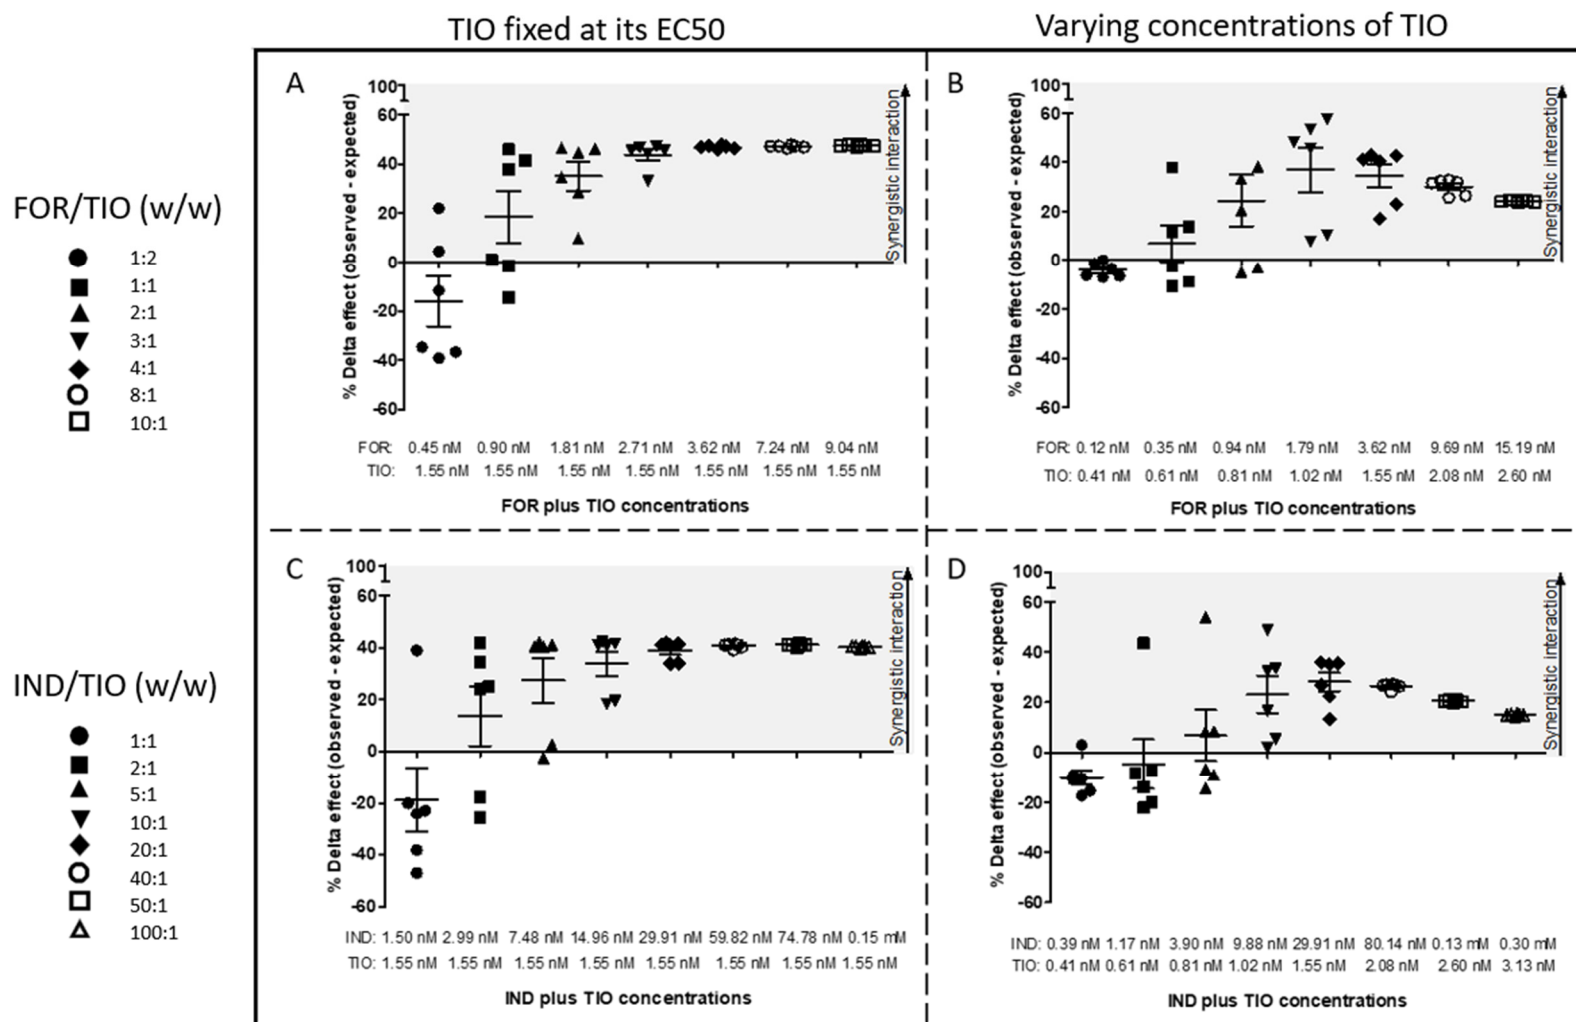 TIO fixed at its EC50
Varying concentrations of TIO
FOR/TIO (w/w)
1:2
1:1
2:1
3:1
4:1
8:1
10:1
IND/TIO (w/w)
1:1
2:1
5:1
10:1
20:1
40:1
50:1
100:1
A
% Delta effect (observed - expected)
100
60
40
20
0
-20
-40
-60
Synergistic interaction
FOR: 0.45 nM 0.90 nM 1.81 nM 2.71 nM 3.62 nM 7.24 nM 9.04 nM
TIO: 1.55 nM 1.55 nM 1.55 nM 1.55 nM 1.55 nM 1.55 nM 1.55 nM
FOR plus TIO concentrations
B
% Delta effect (observed - expected)
100
60
40
20
0
-20
-40
-60
Synergistic interaction
FOR: 0.12 nM 0.35 nM 0.94 nM 1.79 nM 3.62 nM 9.69 nM 15.19 nM
TIO: 0.41 nM 0.61 nM 0.81 nM 1.02 nM 1.55 nM 2.08 nM 2.60 nM
FOR plus TIO concentrations
C
% Delta effect (observed - expected)
100
60
40
20
0
-20
-40
-60
Synergistic interaction
IND: 1.50 nM 2.99 nM 7.48 nM 14.96 nM 29.91 nM 59.82 nM 74.78 nM 0.15 mM
TIO: 1.55 nM 1.55 nM 1.55 nM 1.55 nM 1.55 nM 1.55 nM 1.55 nM 1.55 nM
IND plus TIO concentrations
D
% Delta effect (observed - expected)
100
60
40
20
0
-20
-40
-60
Synergistic interaction
IND: 0.39 nM 1.17 nM 3.90 nM 9.88 nM 29.91 nM 80.14 nM 0.13 mM 0.30 mM
TIO: 0.41 nM 0.61 nM 0.81 nM 1.02 nM 1.55 nM 2.08 nM 2.60 nM 3.13 nM
IND plus TIO concentrations